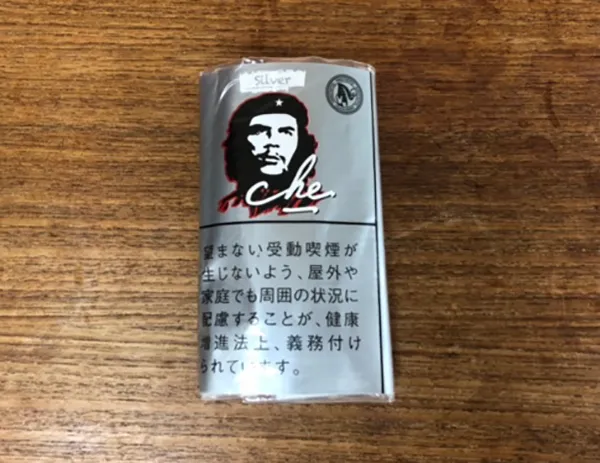 Silver
che
望まない受動喫煙が
生じないよう、屋外や
家庭でも周囲の状況に
配慮することが、健康
増進法上、義務付け
られています。